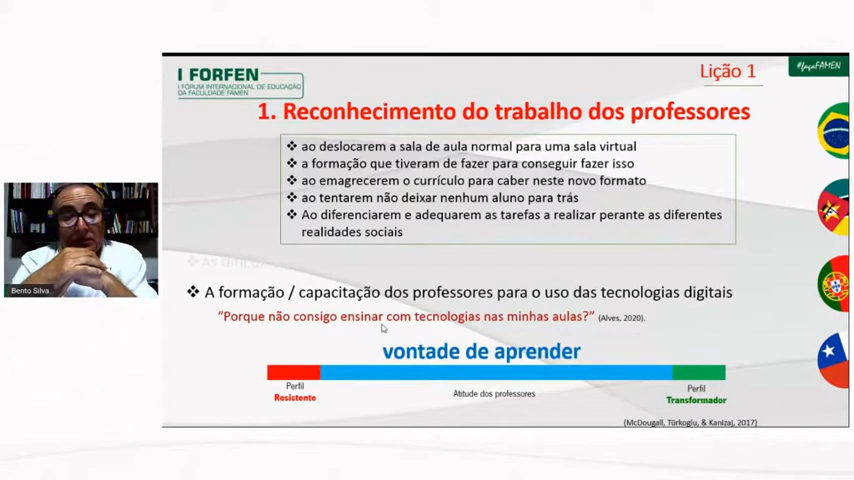 I FORFEN
I FÓRUM INTERNACIONAL DE EDUCAÇÃO
DA FACULDADE FAMEN
Lição 1
#façaFAMEN
1. Reconhecimento do trabalho dos professores
❖ ao deslocarem a sala de aula normal para uma sala virtual
❖ a formação que tiveram de fazer para conseguir fazer isso
❖ ao emagrecerem o currículo para caber neste novo formato
❖ ao tentarem não deixar nenhum aluno para trás
❖ Ao diferenciarem e adequarem as tarefas a realizar perante as diferentes
realidades sociais
❖ As
❖ A formação / capacitação dos professores para o uso das tecnologias digitais
“Porque não consigo ensinar com tecnologias nas minhas aulas?” (Alves, 2020).
vontade de aprender
Perfil
Resistente
Atitude dos professores
Perfil
Transformador
(McDougall, Türkoglu, & Kanizaj, 2017)
Bento Silva